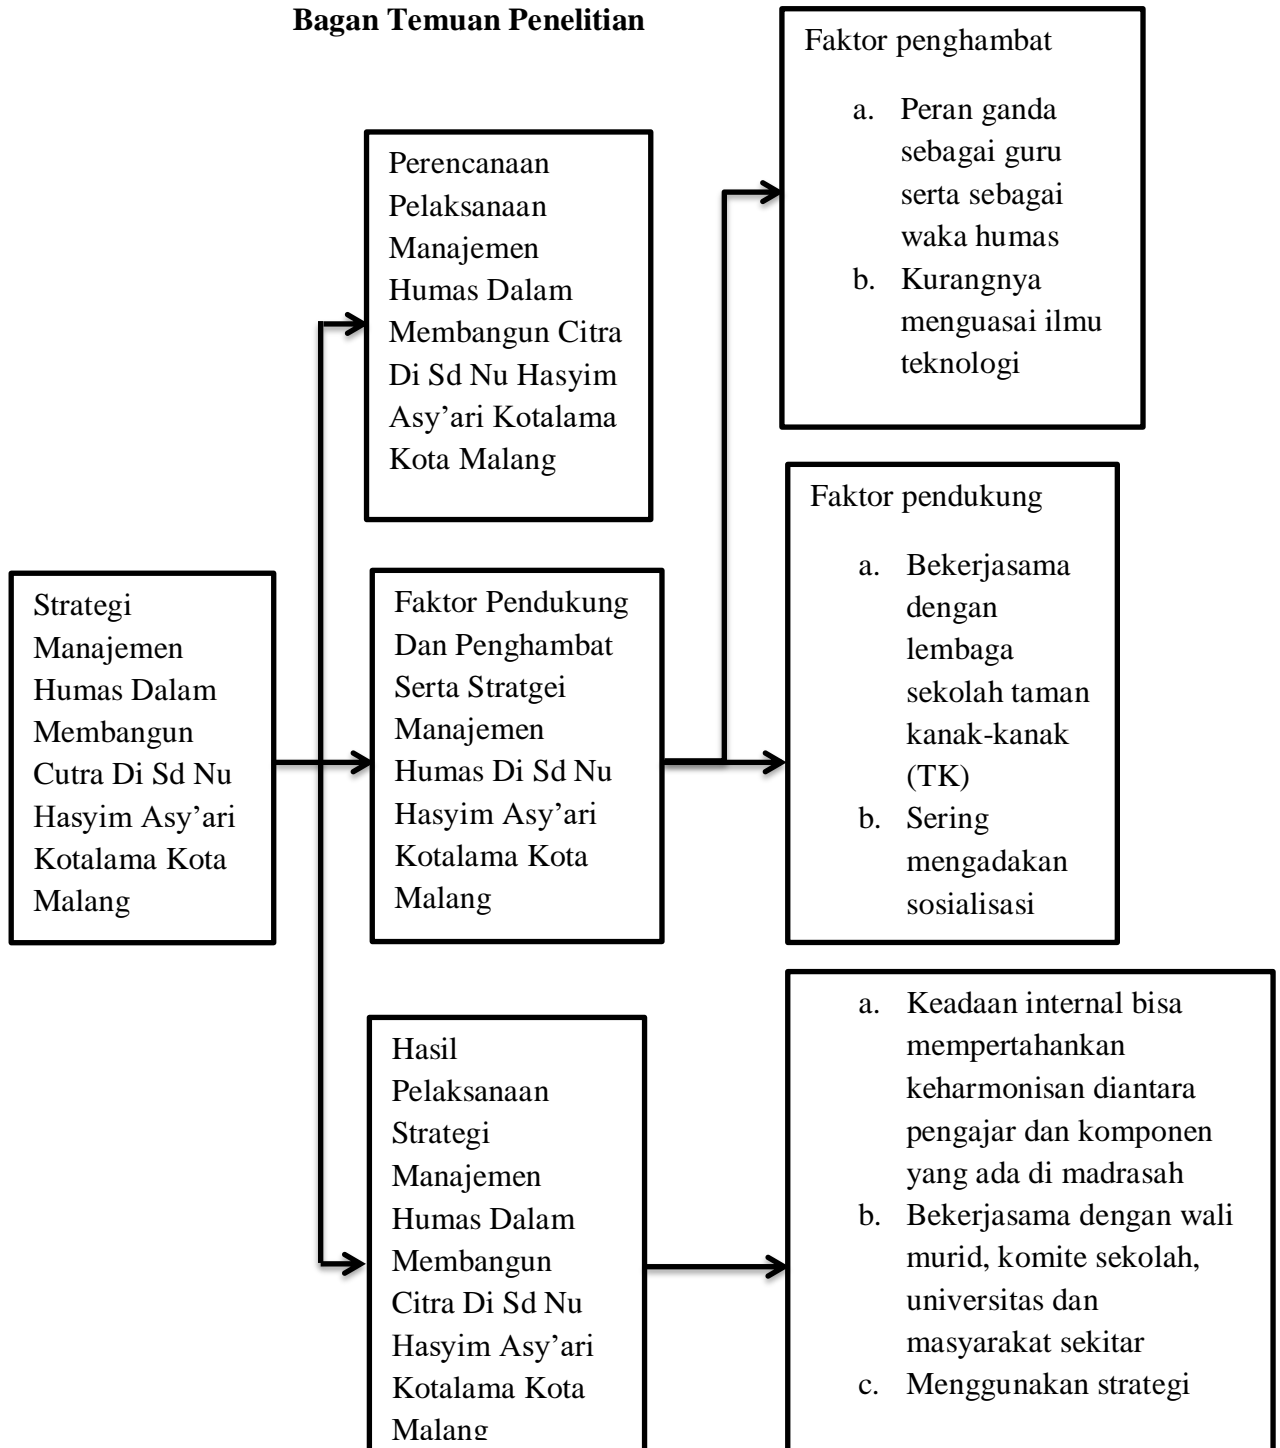 Bagan Temuan Penelitian
Strategi
Manajemen
Humas Dalam
Membangun
Cutra Di Sd Nu
Hasyim Asy’ari
Kotalama Kota
Malang
Perencanaan
Pelaksanaan
Manajemen
Humas Dalam
Membangun Citra
Di Sd Nu Hasyim
Asy’ari Kotalama
Kota Malang
Faktor Pendukung
Dan Penghambat
Serta Stratgei
Manajemen
Humas Di Sd Nu
Hasyim Asy’ari
Kotalama Kota
Malang
Hasil
Pelaksanaan
Strategi
Manajemen
Humas Dalam
Membangun
Citra Di Sd Nu
Hasyim Asy’ari
Kotalama Kota
Malang
Faktor penghambat
a. Peran ganda
sebagai guru
serta sebagai
waka humas
b. Kurangnya
menguasai ilmu
teknologi
Faktor pendukung
a. Bekerjasama
dengan
lembaga
sekolah taman
kanak-kanak
(TK)
b. Sering
mengadakan
sosialisasi
a. Keadaan internal bisa
mempertahankan
keharmonisan diantara
pengajar dan komponen
yang ada di madrasah
b. Bekerjasama dengan wali
murid, komite sekolah,
universitas dan
masyarakat sekitar
c. Menggunakan strategi